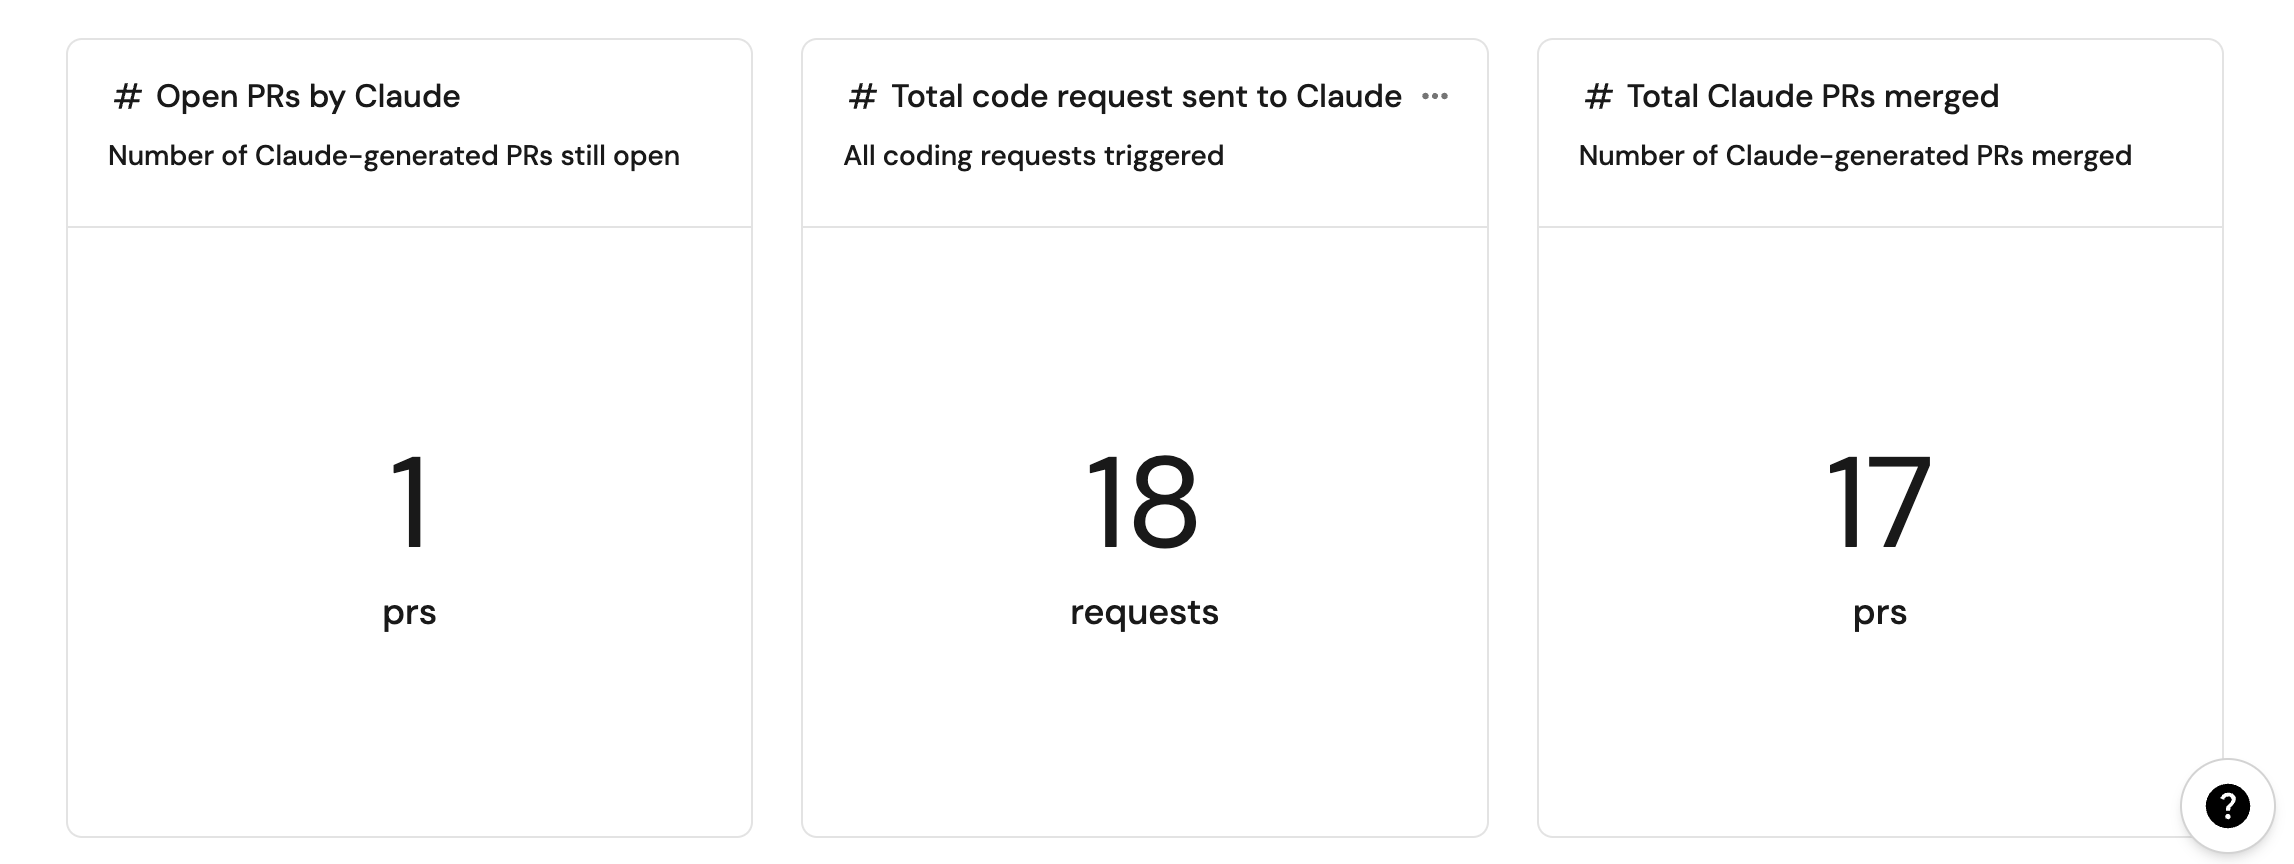 # Open PRs by Claude
Number of Claude-generated PRs still open
1
prs
# Total code request sent to Claude ...
All coding requests triggered
18
requests
# Total Claude PRs merged
Number of Claude-generated PRs merged
17
prs
?